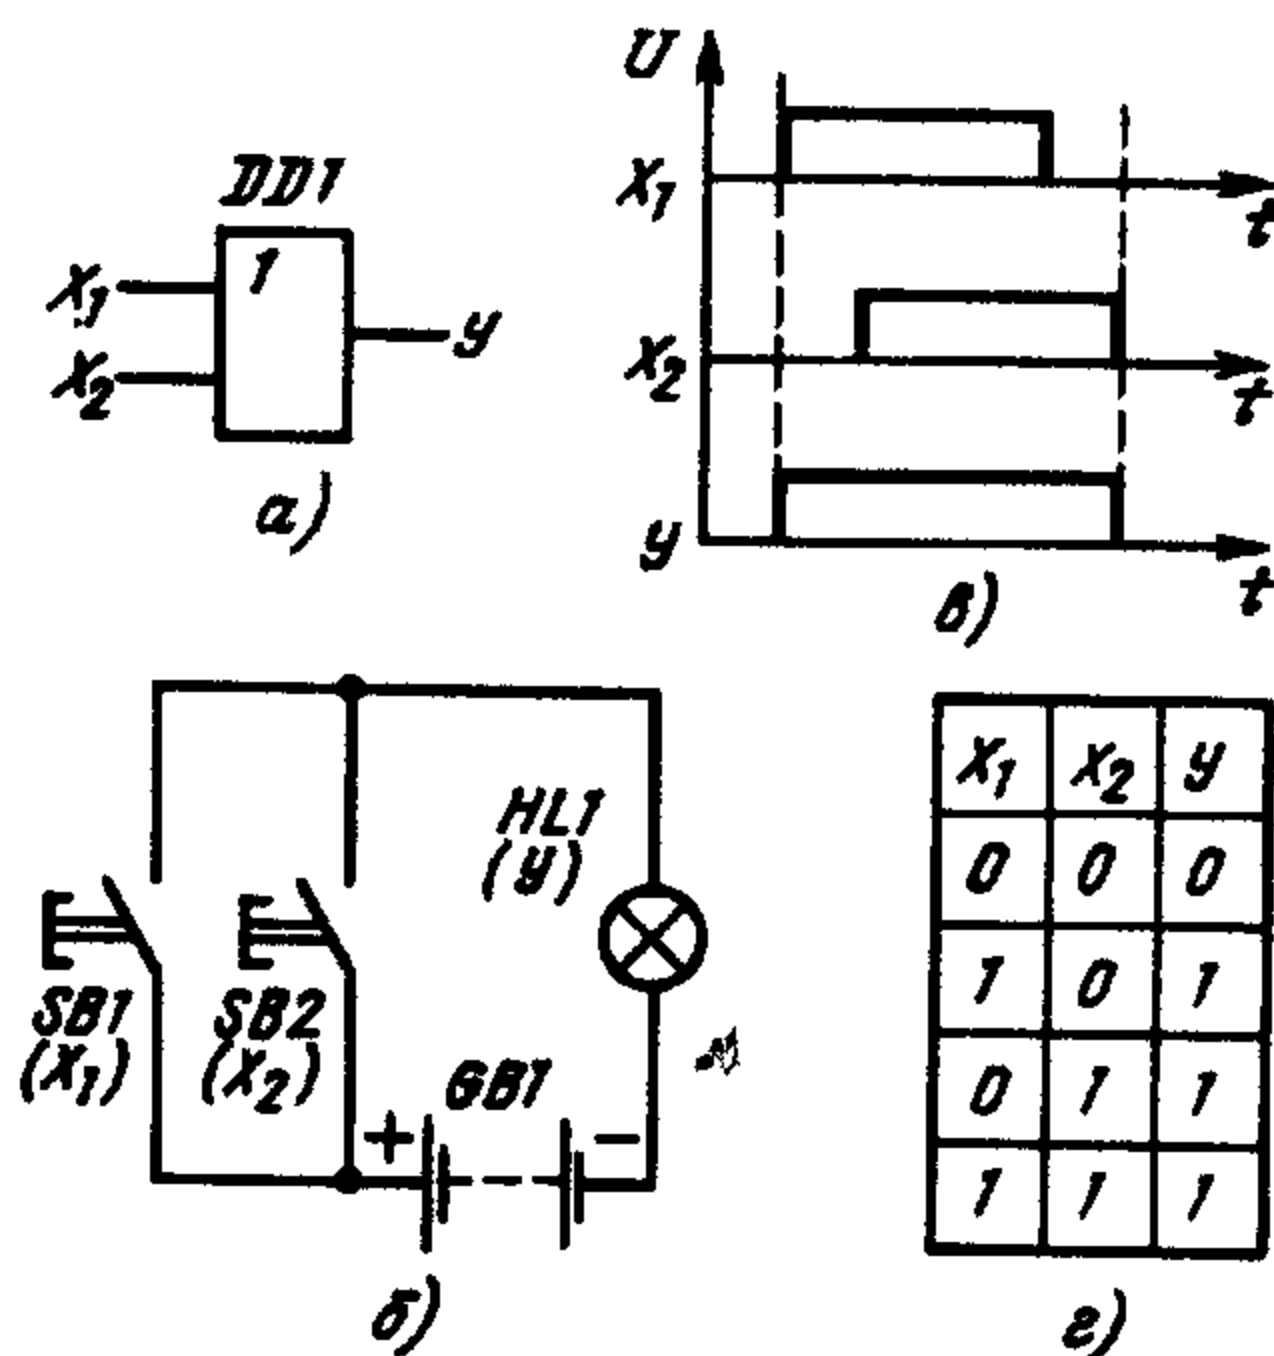 DD1
X1
X2
1
y
а)
U
X1
t
X2
t
y
t
в)
SB1
(X1)
SB2
(X2)
HL1
(y)
GB1
+ −
б)
X1 X2 y
0 0 0
1 0 1
0 1 1
1 1 1
г)